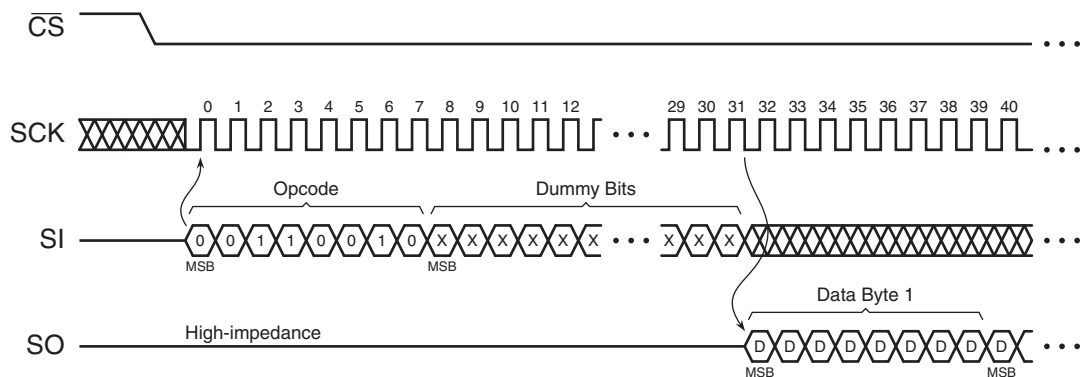 CS
0 1 2 3 4 5 6 7 8 9 10 11 12 29 30 31 32 33 34 35 36 37 38 39 40
SCK
Opcode Dummy Bits
SI 0 0 1 1 0 0 1 0 X X X X X X X X X
MSB MSB
Data Byte 1
High-impedance
SO D D D D D D D D D
MSB MSB